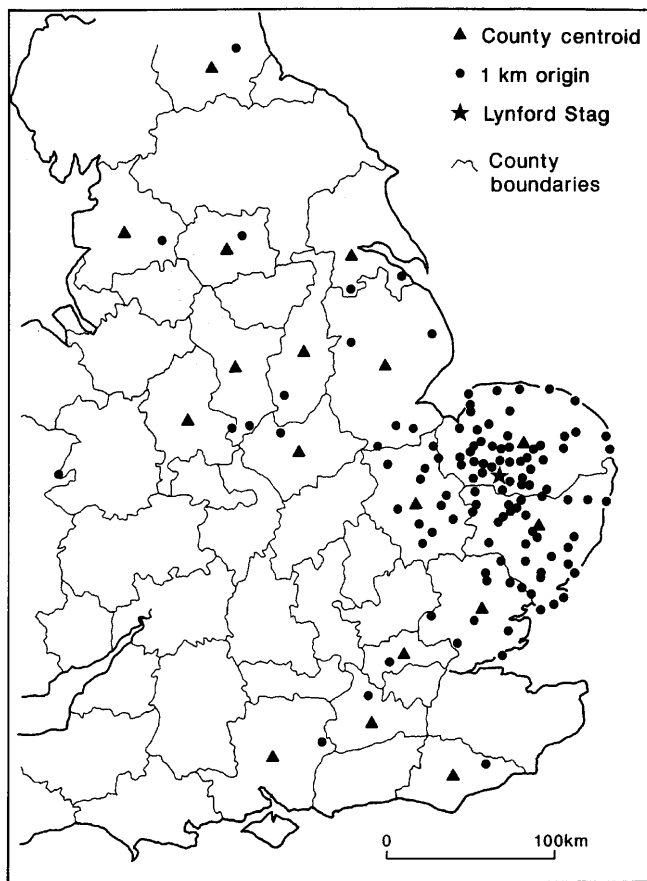 County centroid
1 km origin
Lynford Stag
County
boundaries
0 100km